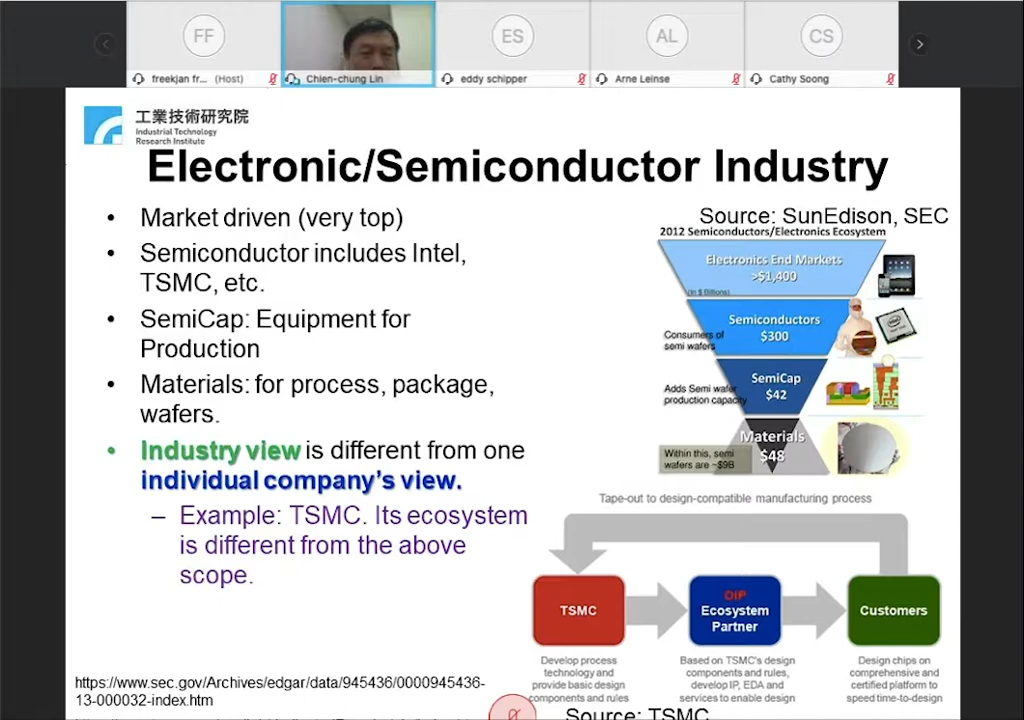 FF
ES
AL
CS
freekjan fr... (Host)
Chien-chung Lin
eddy schipper
Arne Leinse
Cathy Soong
工業技術研究院
Industrial Technology
Research Institute
Electronic/Semiconductor Industry
• Market driven (very top)
• Semiconductor includes Intel,
TSMC, etc.
• SemiCap: Equipment for
Production
• Materials: for process, package,
wafers.
• Industry view is different from one
individual company's view.
– Example: TSMC. Its ecosystem
is different from the above
scope.
https://www.sec.gov/Archives/edgar/data/945436/0000945436-
13-000032-index.htm
Source: SunEdison, SEC
2012 Semiconductors/Electronics Ecosystem
Electronics End Markets
>$1,400
(in $ Billions)
Semiconductors
$300
Consumers of
semi wafers
SemiCap
$42
Adds Semi wafer
production capacity
Materials
$48
Within this, semi
wafers are ~$9B
Tape-out to design-compatible manufacturing process
TSMC
OIP
Ecosystem
Partner
Customers
Develop process
technology and
provide basic design
components and rules
Based on TSMC's design
components and rules,
develop IP, EDA and
services to enable design
Design chips on
comprehensive and
certified platform to
speed time-to-design
Source: TSMC